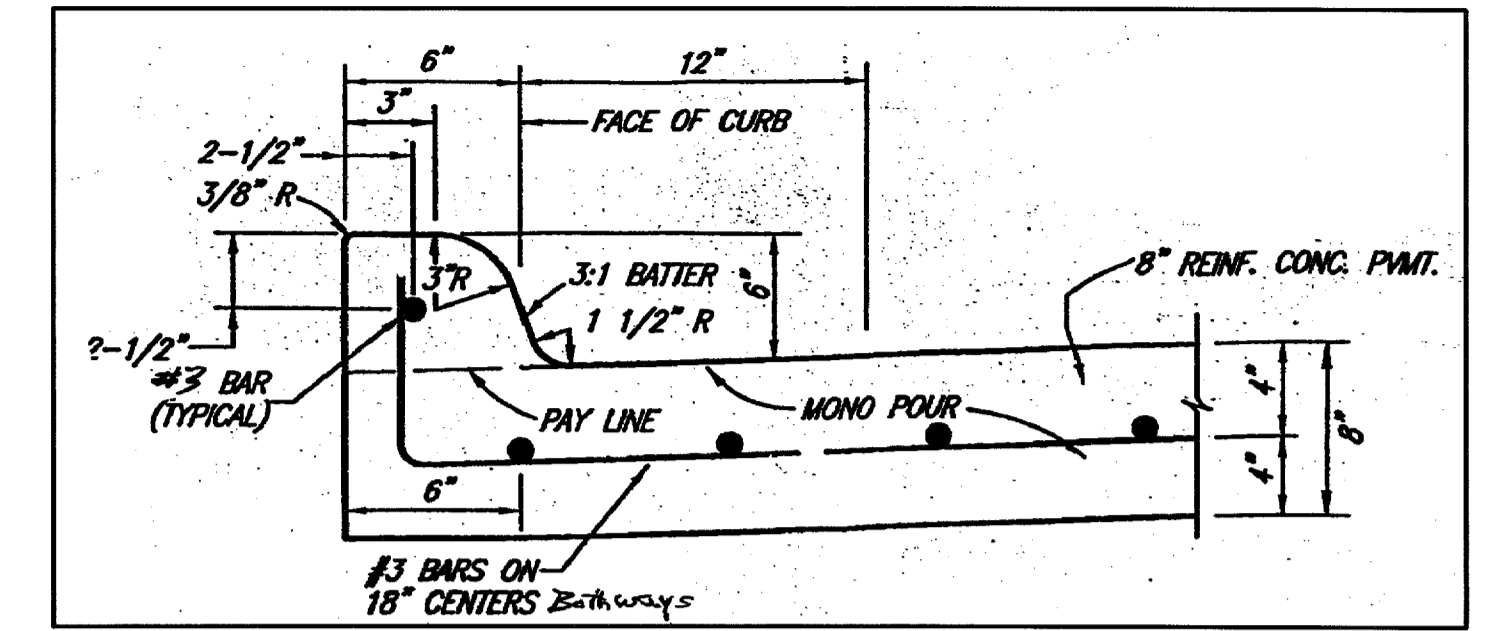 6" 12"
3" FACE OF CURB
2-1/2"
3/8" R
8" REINF. CONC. PVMT.
3"R 3:1 BATTER 6"
1 1/2" R
?-1/2"
#3 BAR
(TYPICAL)
PAY LINE MONO POUR 4" 8"
6" 4"
#3 BARS ON
18" CENTERS Bothways